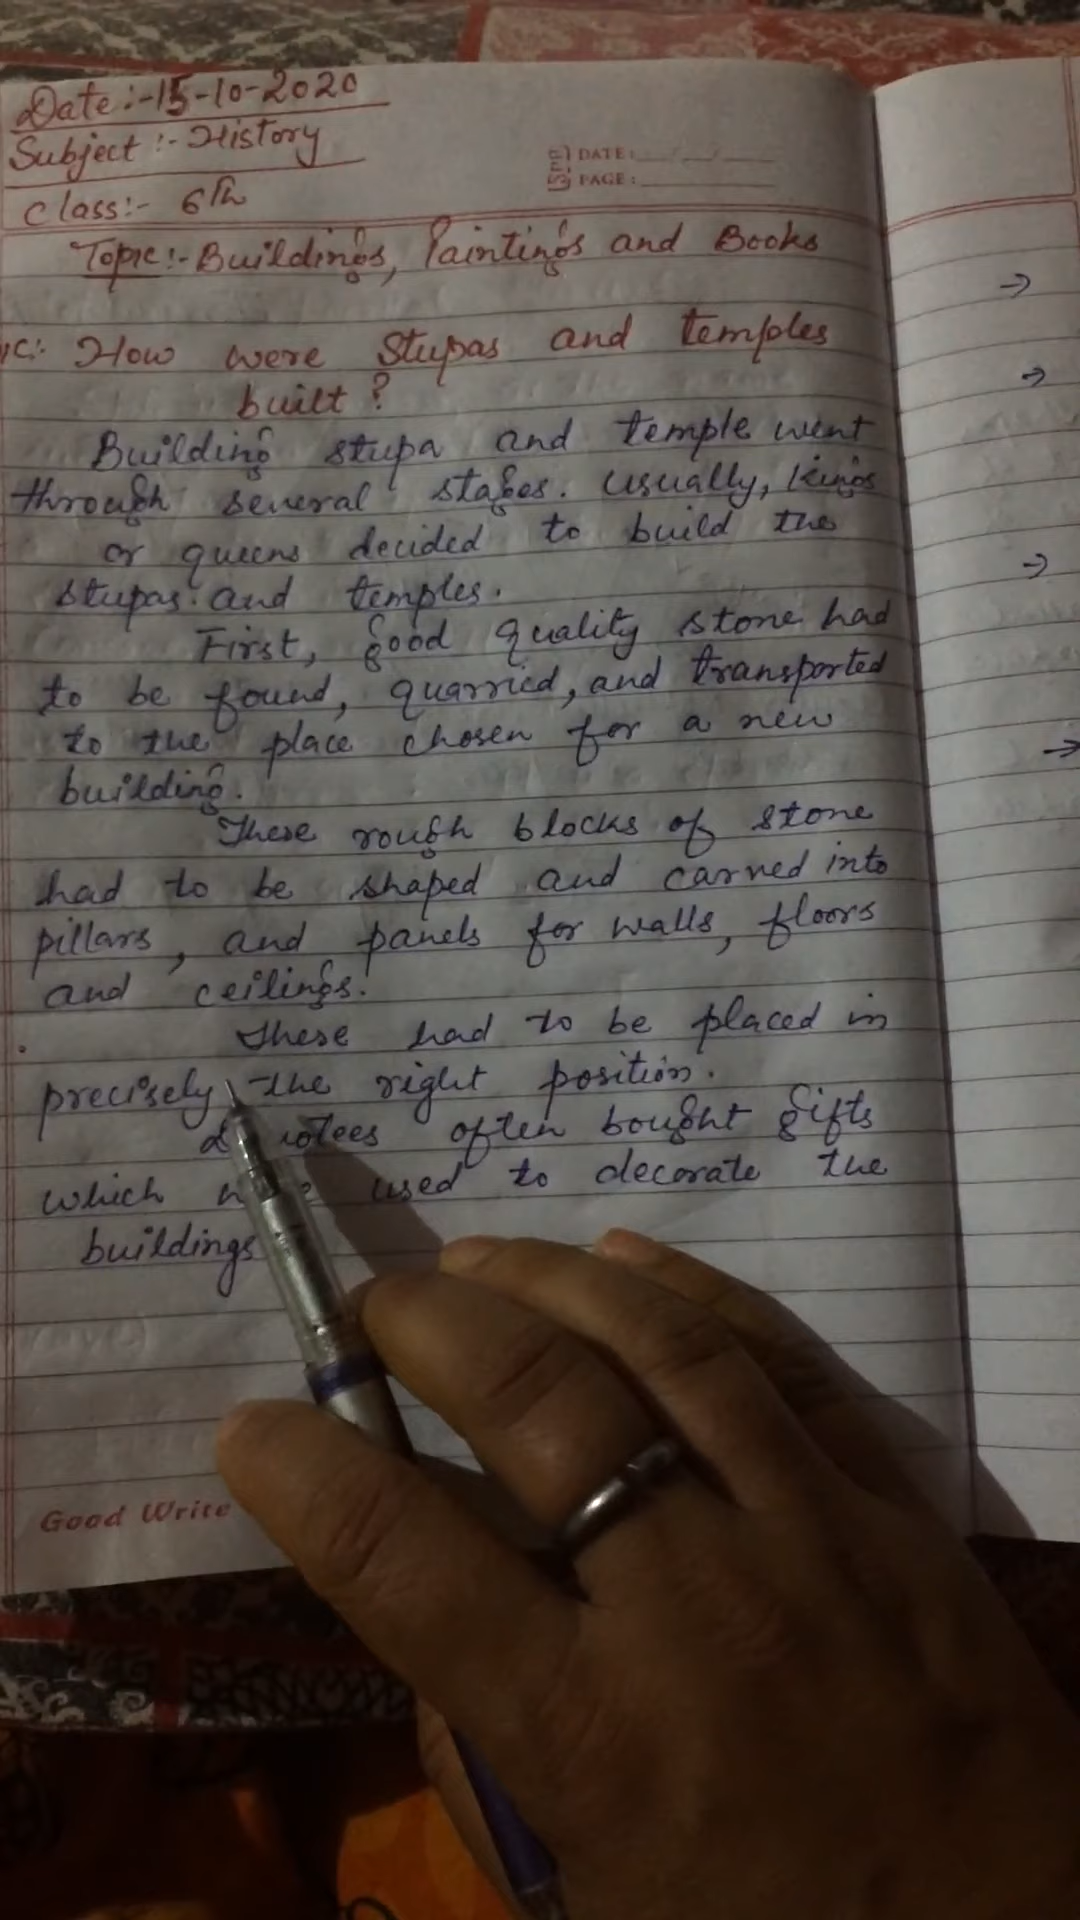 Date:-15-10-2020
Subject:- History
Class:- 6th
DATE:
PAGE:
Topic:- Buildings, Paintings and Books
How were Stupas and temples
built?
Building stupa and temple went
through several stages. Usually, kings
or queens decided to build the
stupas and temples.
First, good quality stone had
to be found, quarried, and transported
to the place chosen for a new
building.
These rough blocks of stone
had to be shaped and carved into
pillars, and panels for walls, floors
and ceilings.
These had to be placed in
precisely the right position.
often bought gifts
which used to decorate the
buildings
Good Write